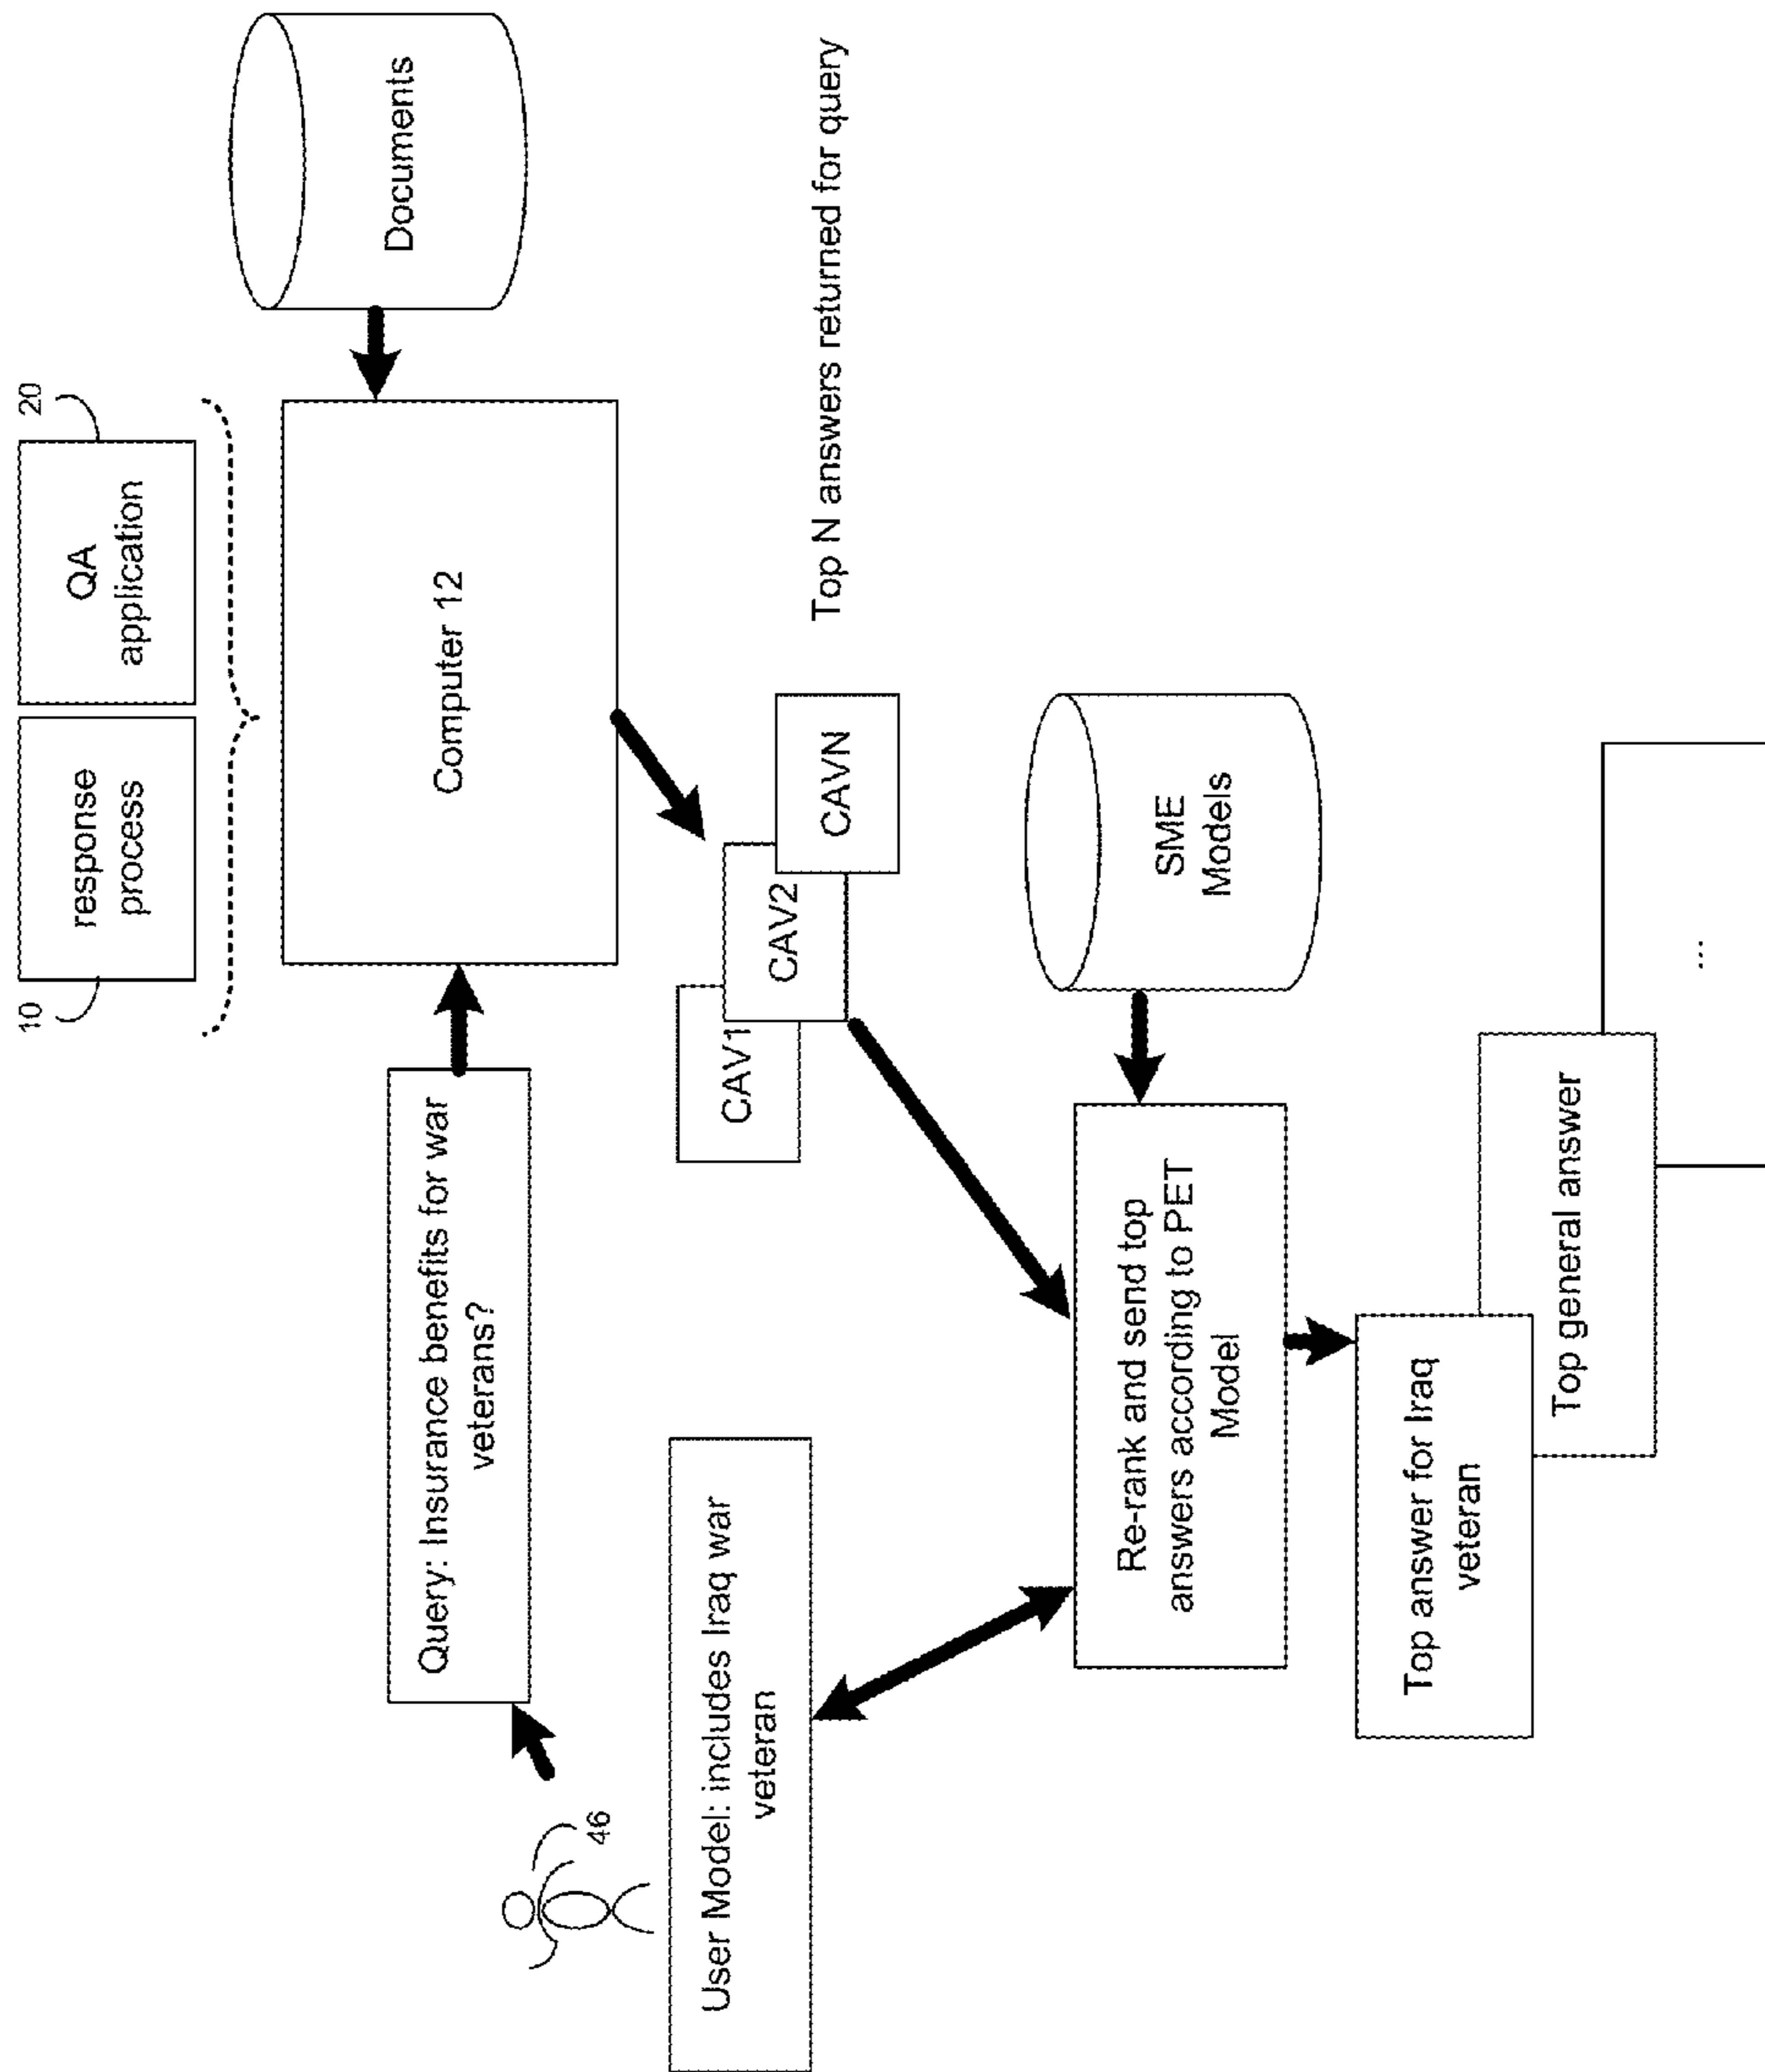 10
response
process
QA
application
20
Query: Insurance benefits for war
veterans?
Computer 12
Documents
46
User Model: includes Iraq war
veteran
CAV1
CAV2
CAVN
Top N answers returned for query
Re-rank and send top
answers according to PET
Model
SME
Models
Top answer for Iraq
veteran
Top general answer
...